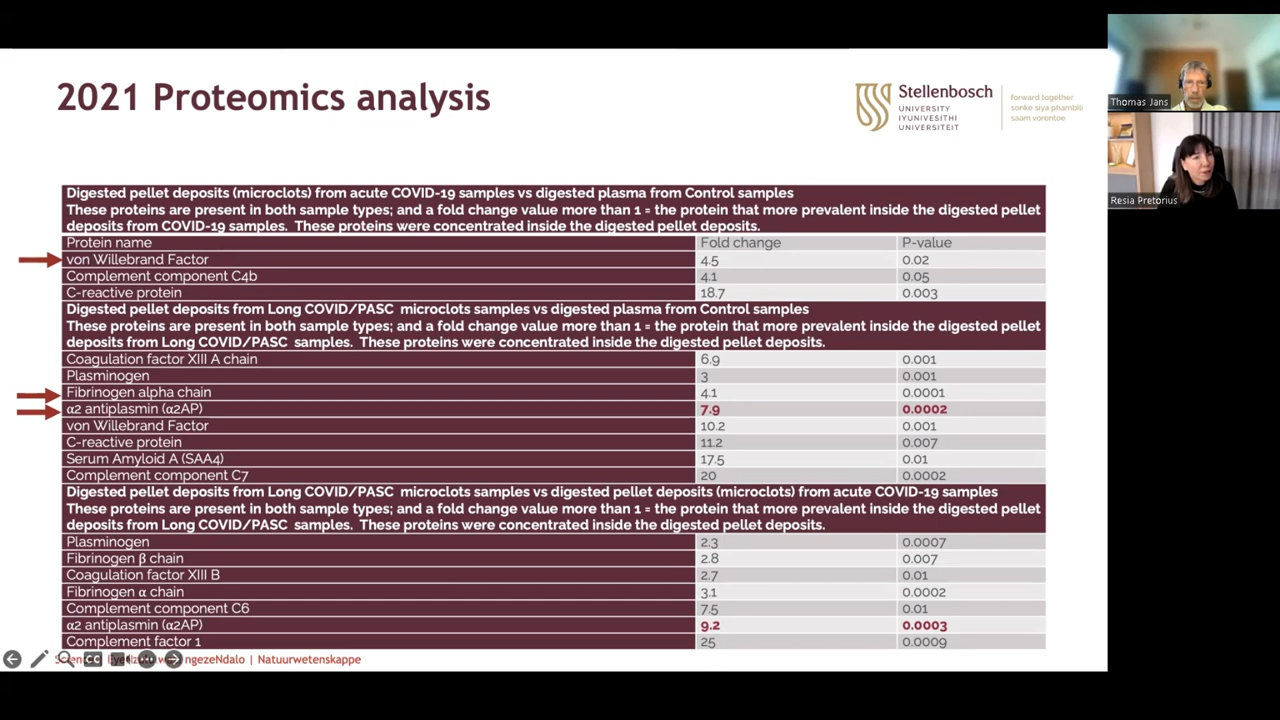 2021 Proteomics analysis
Stellenbosch
UNIVERSITY
IYUNIVESITHI
UNIVERSITEIT
forward together
sonke siya phambili
saam vorentoe
Thomas Jans
Resia Pretorius
Digested pellet deposits (microclots) from acute COVID-19 samples vs digested plasma from Control samples
These proteins are present in both sample types; and a fold change value more than 1 = the protein that more prevalent inside the digested pellet
deposits from COVID-19 samples. These proteins were concentrated inside the digested pellet deposits.
Protein name Fold change P-value
von Willebrand Factor 4.5 0.02
Complement component C4b 4.1 0.05
C-reactive protein 18.7 0.003
Digested pellet deposits from Long COVID/PASC microclots samples vs digested plasma from Control samples
These proteins are present in both sample types; and a fold change value more than 1 = the protein that more prevalent inside the digested pellet
deposits from Long COVID/PASC samples. These proteins were concentrated inside the digested pellet deposits.
Coagulation factor XIII A chain 6.9 0.001
Plasminogen 3 0.001
Fibrinogen alpha chain 4.1 0.0001
α2 antiplasmin (α2AP) 7.9 0.0002
von Willebrand Factor 10.2 0.001
C-reactive protein 11.2 0.007
Serum Amyloid A (SAA4) 17.5 0.01
Complement component C7 20 0.0002
Digested pellet deposits from Long COVID/PASC microclots samples vs digested pellet deposits (microclots) from acute COVID-19 samples
These proteins are present in both sample types; and a fold change value more than 1 = the protein that more prevalent inside the digested pellet
deposits from Long COVID/PASC samples. These proteins were concentrated inside the digested pellet deposits.
Plasminogen 2.3 0.0007
Fibrinogen β chain 2.8 0.007
Coagulation factor XIII B 2.7 0.01
Fibrinogen α chain 3.1 0.0002
Complement component C6 7.5 0.01
α2 antiplasmin (α2AP) 9.2 0.0003
Complement factor 1 25 0.0009
ngezeNdalo | Natuurwetenskappe